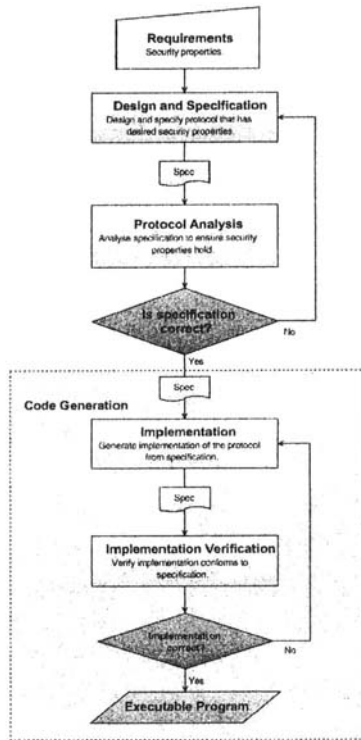 Requirements
Security properties
Design and Specification
Design and specify protocol that has
desired security properties.
Spec
Protocol Analysis
Analyse specification to ensure security
properties hold.
Is specification
correct?
No
Yes
Spec
Code Generation
Implementation
Generate implementation of the protocol
from specification.
Spec
Implementation Verification
Verify implementation conforms to
specification.
Implementation
correct?
No
Yes
Executable Program